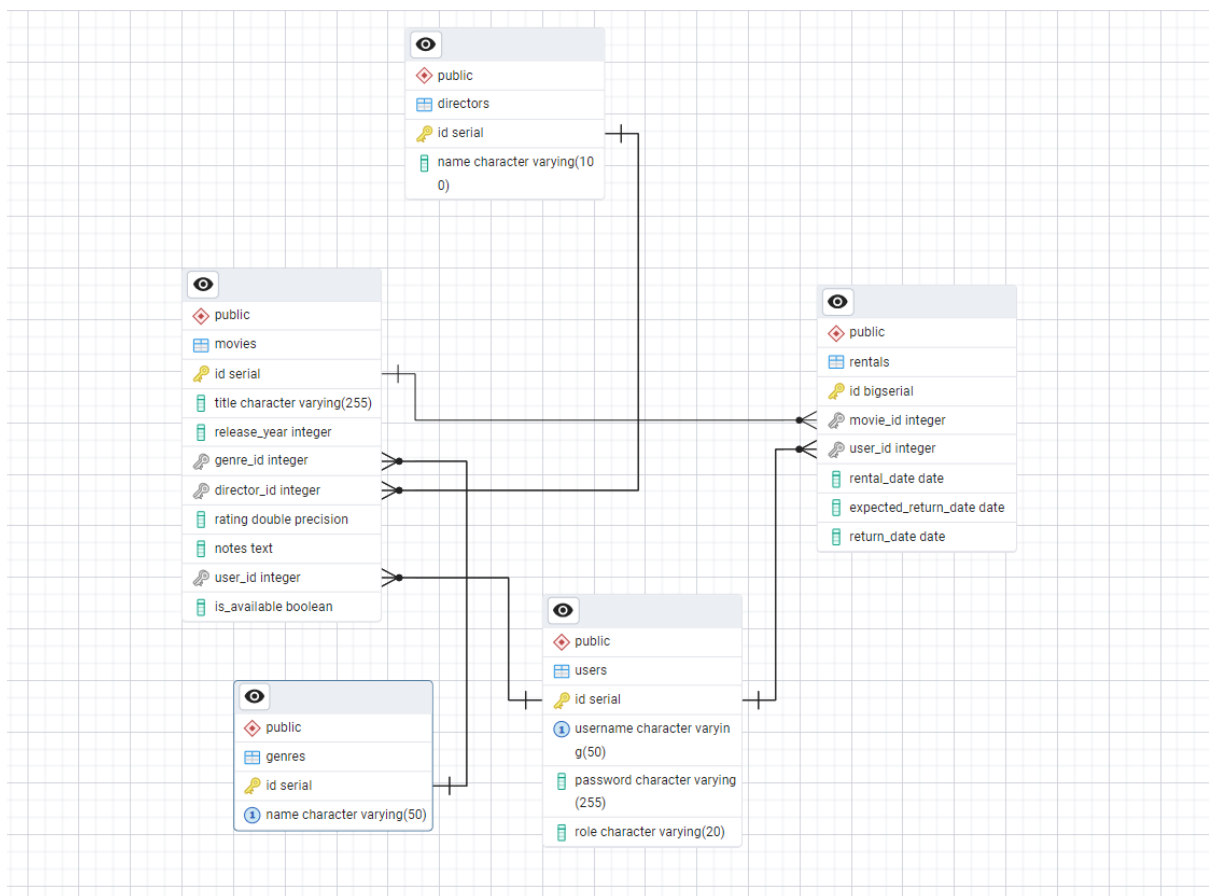 public
directors
id serial
name character varying(10
0)
public
movies
id serial
title character varying(255)
release_year integer
genre_id integer
director_id integer
rating double precision
notes text
user_id integer
is_available boolean
public
rentals
id bigserial
movie_id integer
user_id integer
rental_date date
expected_return_date date
return_date date
public
users
id serial
1 username character varyin
g(50)
password character varying
(255)
role character varying(20)
public
genres
id serial
1 name character varying(50)